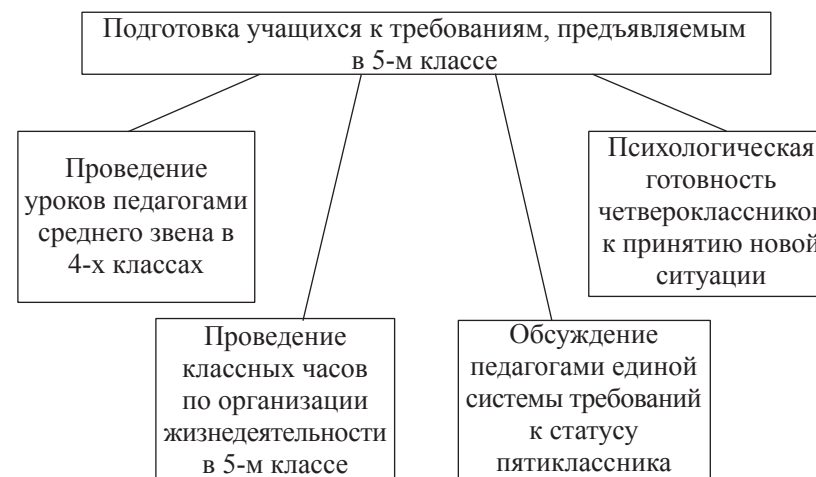 Подготовка учащихся к требованиям, предъявляемым
в 5-м классе
Проведение
уроков педагогами
среднего звена в
4-х классах
Психологическая
готовность
четвероклассников
к принятию новой
ситуации
Проведение
классных часов
по организации
жизнедеятельности
в 5-м классе
Обсуждение
педагогами единой
системы требований
к статусу
пятиклассника